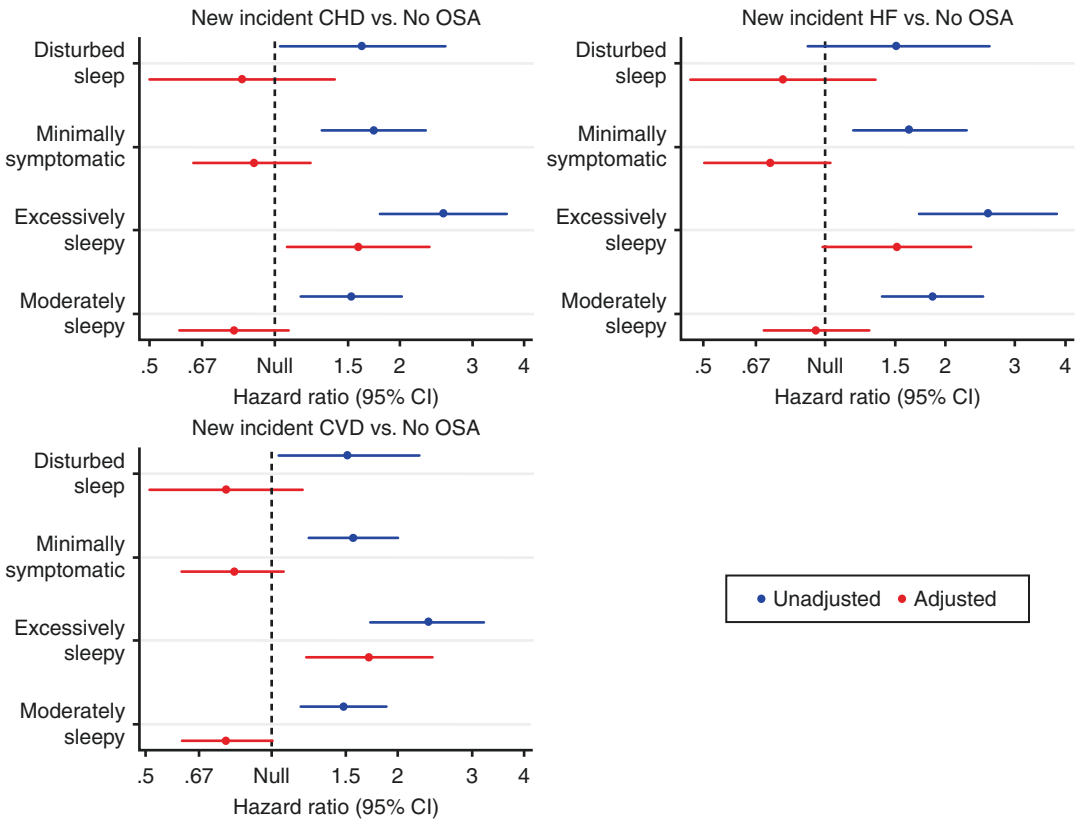 New incident CHD vs. No OSA
Disturbed
sleep
Minimally
symptomatic
Excessively
sleepy
Moderately
sleepy
.5 .67 Null 1.5 2 3 4
Hazard ratio (95% CI)
New incident HF vs. No OSA
Disturbed
sleep
Minimally
symptomatic
Excessively
sleepy
Moderately
sleepy
.5 .67 Null 1.5 2 3 4
Hazard ratio (95% CI)
New incident CVD vs. No OSA
Disturbed
sleep
Minimally
symptomatic
Excessively
sleepy
Moderately
sleepy
.5 .67 Null 1.5 2 3 4
Hazard ratio (95% CI)
Unadjusted Adjusted